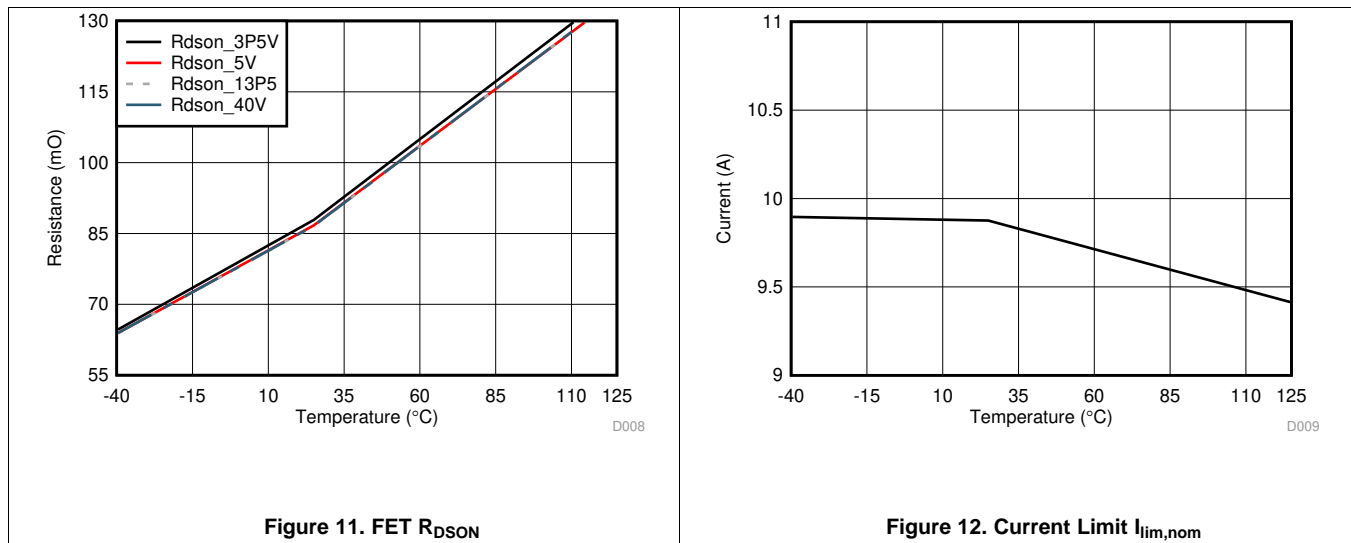 130
115
100
85
70
55
Resistance (mO)
Rdson_3P5V
Rdson_5V
Rdson_13P5
Rdson_40V
-40 -15 10 35 60 85 110 125
Temperature (°C)
D008
Figure 11. FET RDSON
11
10.5
10
9.5
9
Current (A)
-40 -15 10 35 60 85 110 125
Temperature (°C)
D009
Figure 12. Current Limit Ilim,nom